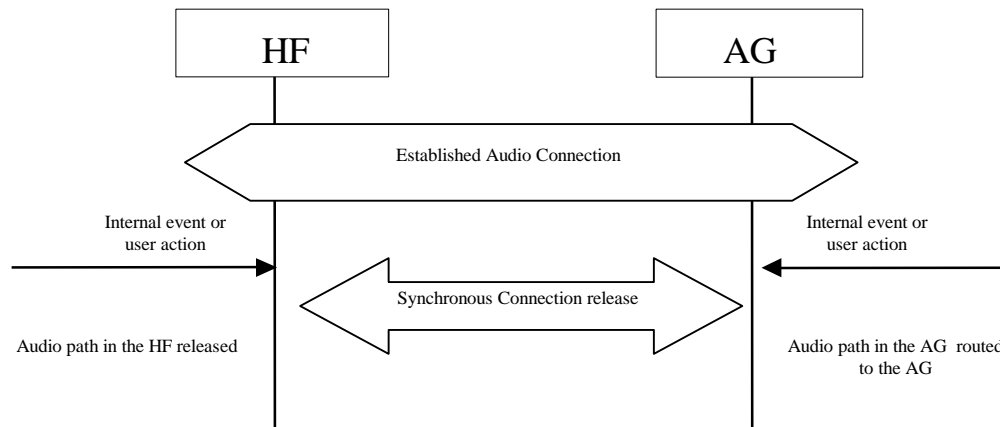 HF
AG
Established Audio Connection
Internal event or
user action
Internal event or
user action
Synchronous Connection release
Audio path in the HF released
Audio path in the AG routed
to the AG